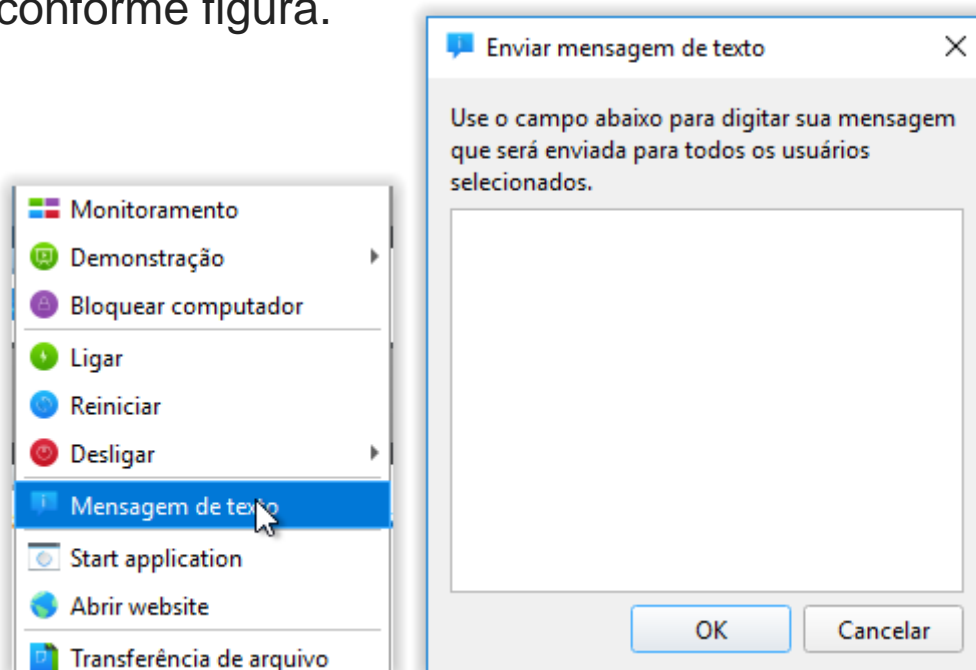 conforme figura.
Monitoramento
Demonstração
Bloquear computador
Ligar
Reiniciar
Desligar
Mensagem de texto
Start application
Abrir website
Transferência de arquivo
Enviar mensagem de texto
Use o campo abaixo para digitar sua mensagem
que será enviada para todos os usuários
selecionados.
OK
Cancelar